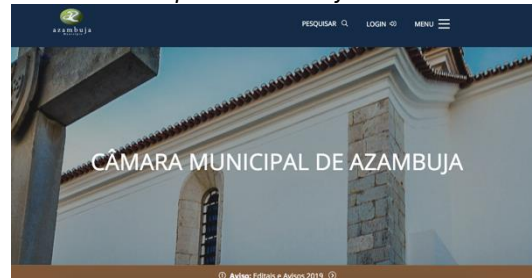 azambuja
PESQUISAR
LOGIN
MENU
CÂMARA MUNICIPAL DE AZAMBUJA
Aviso: Editais e Avisos 2019